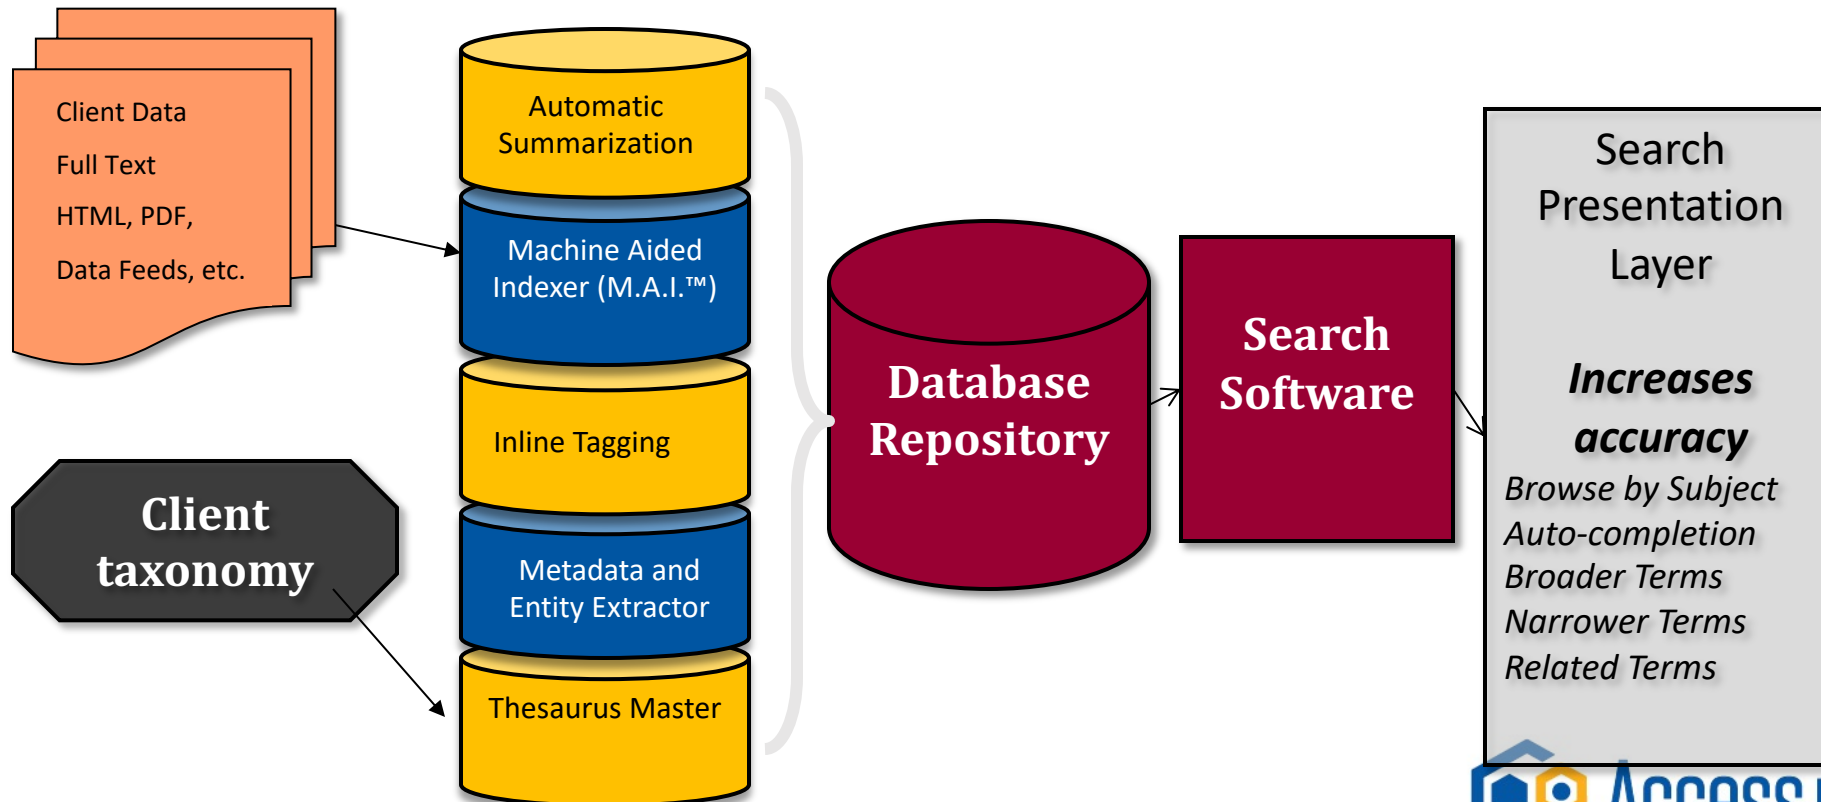 Client Data
Full Text
HTML, PDF,
Data Feeds, etc.
Client
taxonomy
Automatic
Summarization
Machine Aided
Indexer (M.A.I.™)
Inline Tagging
Metadata and
Entity Extractor
Thesaurus Master
Database
Repository
Search
Software
Search
Presentation
Layer
Increases
accuracy
Browse by Subject
Auto-completion
Broader Terms
Narrower Terms
Related Terms
Access